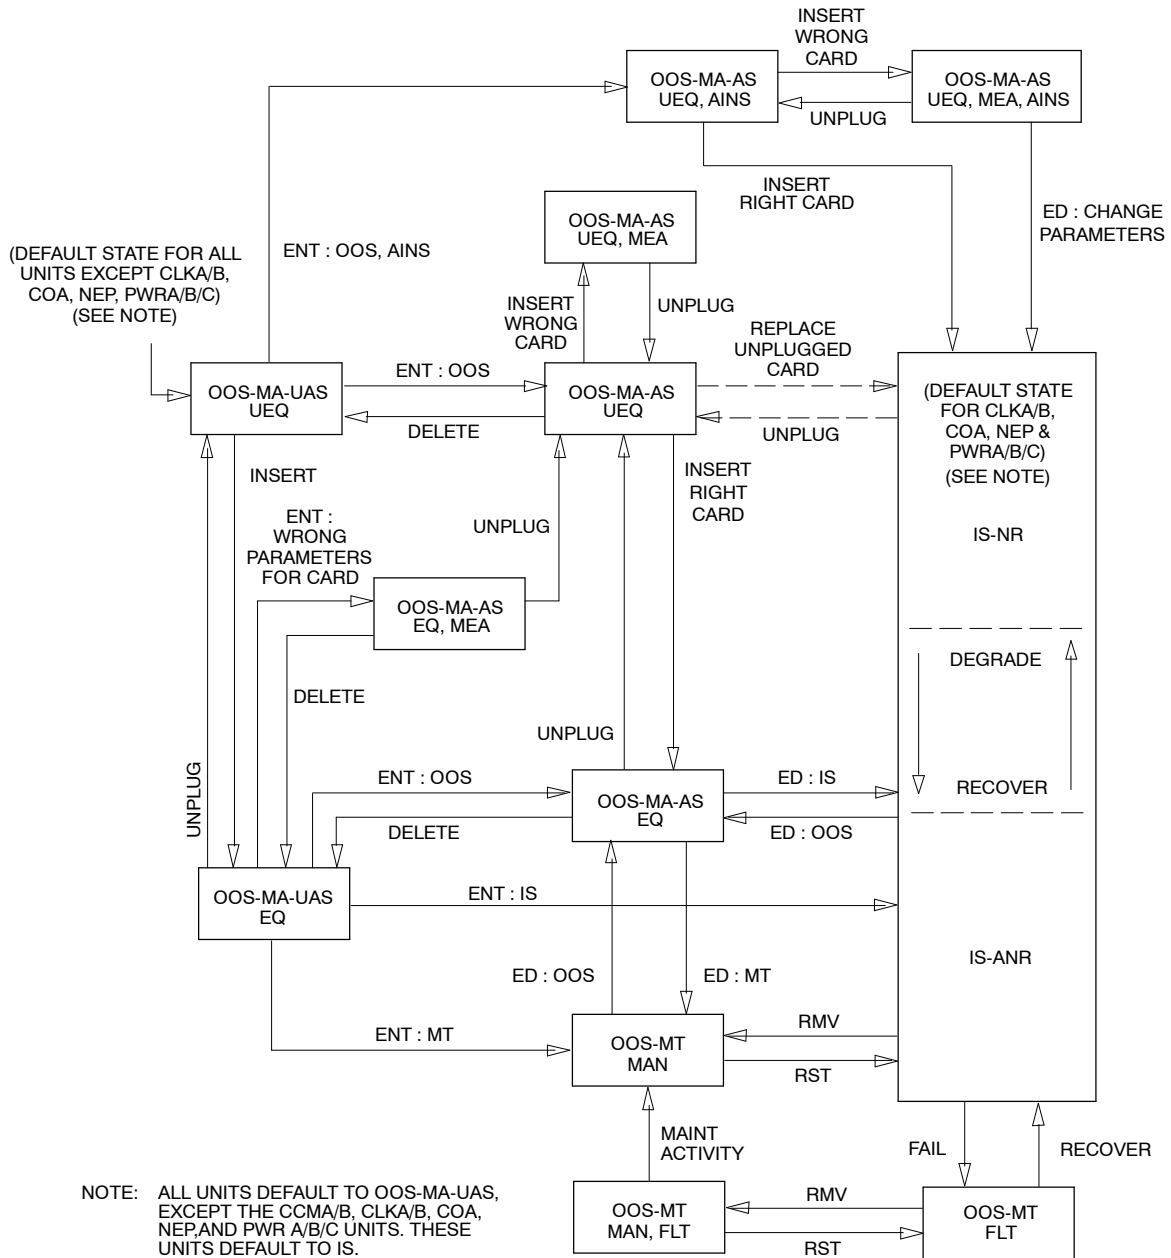 INSERT
WRONG
CARD
OOS-MA-AS
UEQ, AINS
OOS-MA-AS
UEQ, MEA, AINS
UNPLUG
INSERT
RIGHT CARD
ED : CHANGE
PARAMETERS
OOS-MA-AS
UEQ, MEA
(DEFAULT STATE FOR ALL
UNITS EXCEPT CLKA/B,
COA, NEP, PWRA/B/C)
(SEE NOTE)
ENT : OOS, AINS
INSERT
WRONG
CARD
UNPLUG
REPLACE
UNPLUGGED
CARD
OOS-MA-UAS
UEQ
ENT : OOS
DELETE
OOS-MA-AS
UEQ
UNPLUG
(DEFAULT STATE
FOR CLKA/B,
COA, NEP &
PWRA/B/C)
(SEE NOTE)
IS-NR
INSERT
INSERT
RIGHT
CARD
ENT :
WRONG
PARAMETERS
FOR CARD
UNPLUG
OOS-MA-AS
EQ, MEA
DELETE
DEGRADE
RECOVER
UNPLUG
UNPLUG
ENT : OOS
DELETE
OOS-MA-AS
EQ
ED : IS
ED : OOS
OOS-MA-UAS
EQ
ENT : IS
IS-ANR
ED : OOS
ED : MT
ENT : MT
OOS-MT
MAN
RMV
RST
MAINT
ACTIVITY
FAIL
RECOVER
OOS-MT
MAN, FLT
RMV
RST
OOS-MT
FLT
NOTE: ALL UNITS DEFAULT TO OOS-MA-UAS,
EXCEPT THE CCMA/B, CLKA/B, COA,
NEP,AND PWR A/B/C UNITS. THESE
UNITS DEFAULT TO IS.